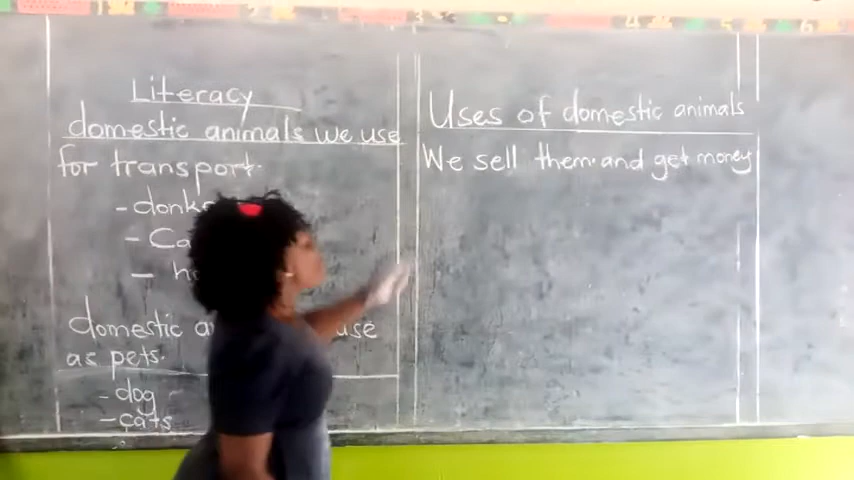 Literacy
domestic animals we use
for transport.
- donk
- Ca
- h
domestic a use
as pets.
- dog
- cats
Uses of domestic animals
We sell them and get money